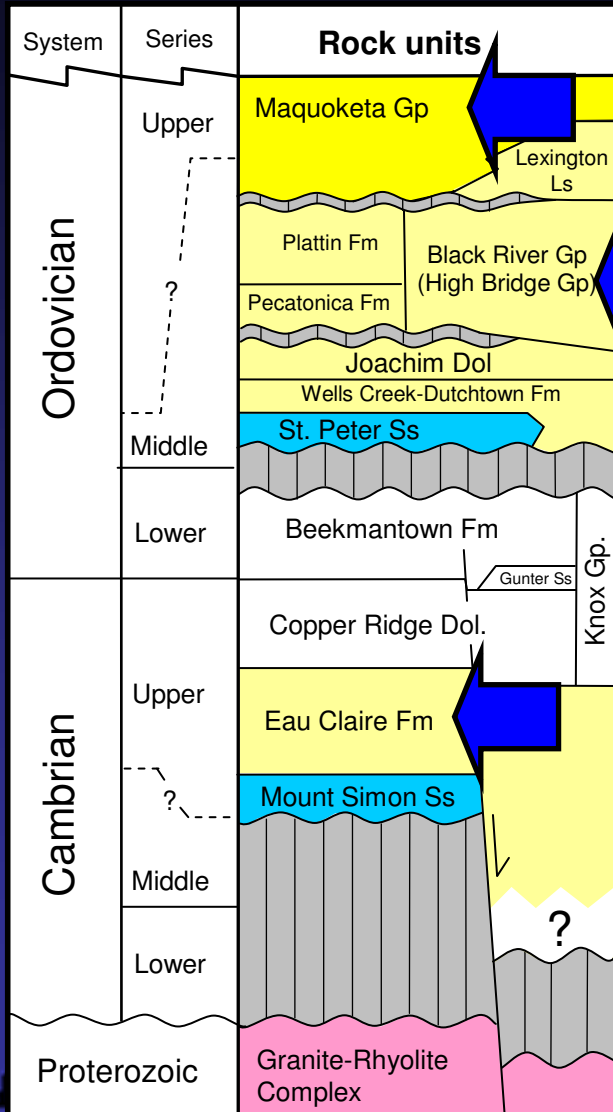 System
Series
Rock units
Ordovician
Upper
Maquoketa Gp
Lexington
Ls
?
Plattin Fm
Black River Gp
(High Bridge Gp)
Pecatonica Fm
Joachim Dol
Wells Creek-Dutchtown Fm
St. Peter Ss
Middle
Lower
Beekmantown Fm
Gunter Ss
Knox Gp.
Copper Ridge Dol.
Cambrian
Upper
Eau Claire Fm
?
Mount Simon Ss
Middle
?
Lower
Proterozoic
Granite-Rhyolite
Complex